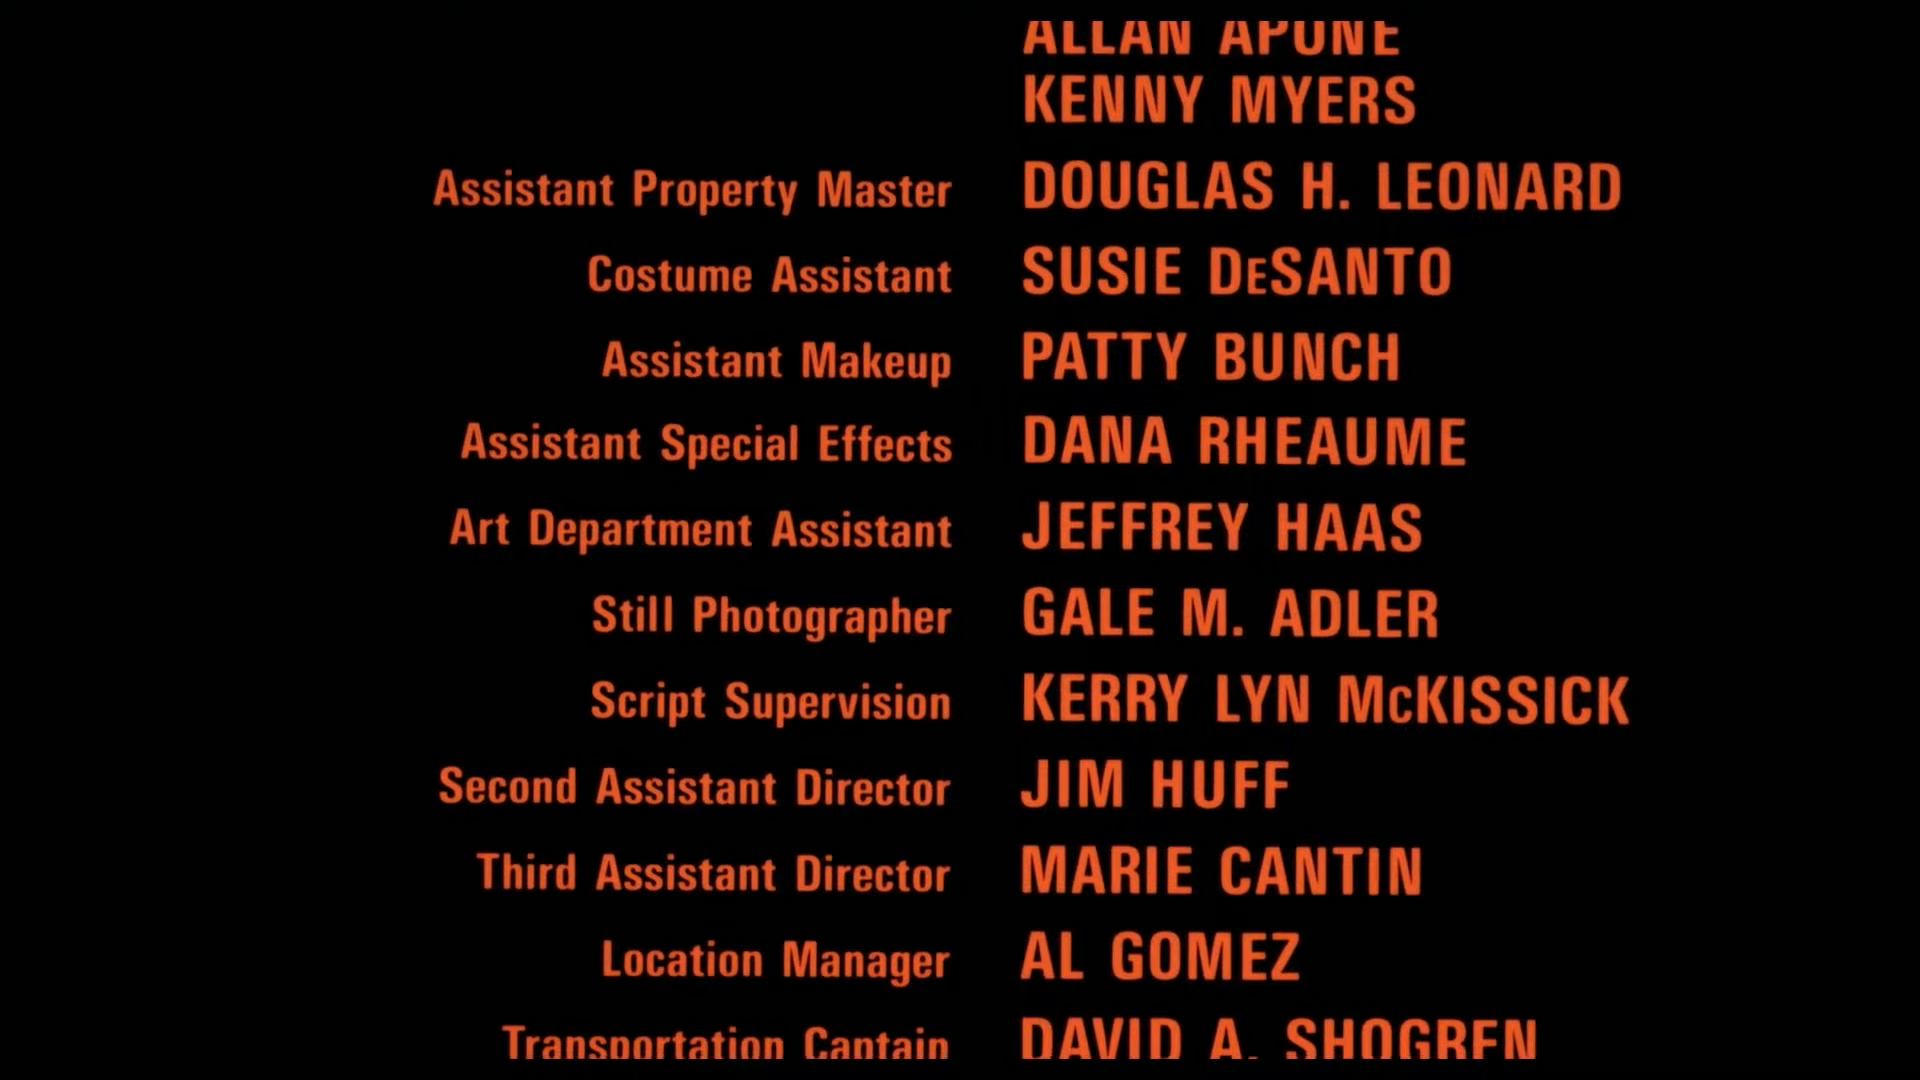 ALLAN APONE
KENNY MYERS
Assistant Property Master DOUGLAS H. LEONARD
Costume Assistant SUSIE DeSANTO
Assistant Makeup PATTY BUNCH
Assistant Special Effects DANA RHEAUME
Art Department Assistant JEFFREY HAAS
Still Photographer GALE M. ADLER
Script Supervision KERRY LYN McKISSICK
Second Assistant Director JIM HUFF
Third Assistant Director MARIE CANTIN
Location Manager AL GOMEZ
Transportation Captain DAVID A. SHOGREN